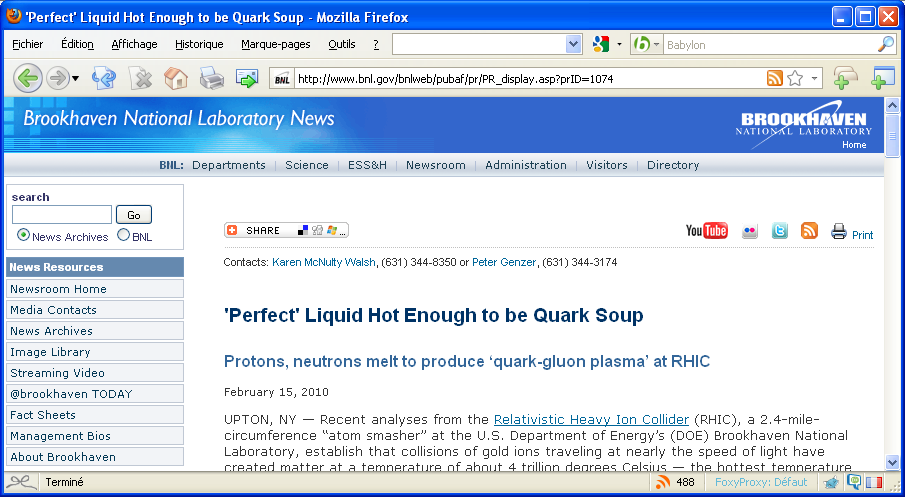 'Perfect' Liquid Hot Enough to be Quark Soup - Mozilla Firefox
Fichier Édition Affichage Historique Marque-pages Outils ? Babylon
BNL http://www.bnl.gov/bnlweb/pubaf/pr/PR_display.asp?prID=1074
Brookhaven National Laboratory News
BROOKHAVEN
NATIONAL LABORATORY
Home
BNL: Departments | Science | ESS&H | Newsroom | Administration | Visitors | Directory
search
Go
News Archives BNL
News Resources
Newsroom Home
Media Contacts
News Archives
Image Library
Streaming Video
@brookhaven TODAY
Fact Sheets
Management Bios
About Brookhaven
SHARE ...
YouTube
Print
Contacts: Karen McNulty Walsh, (631) 344-8350 or Peter Genzer, (631) 344-3174
'Perfect' Liquid Hot Enough to be Quark Soup
Protons, neutrons melt to produce ‘quark-gluon plasma’ at RHIC
February 15, 2010
UPTON, NY — Recent analyses from the Relativistic Heavy Ion Collider (RHIC), a 2.4-mile-
circumference “atom smasher” at the U.S. Department of Energy’s (DOE) Brookhaven National
Laboratory, establish that collisions of gold ions traveling at nearly the speed of light have
created matter at a temperature of about 4 trillion degrees Celsius — the hottest temperature
Terminé 488 FoxyProxy: Défaut